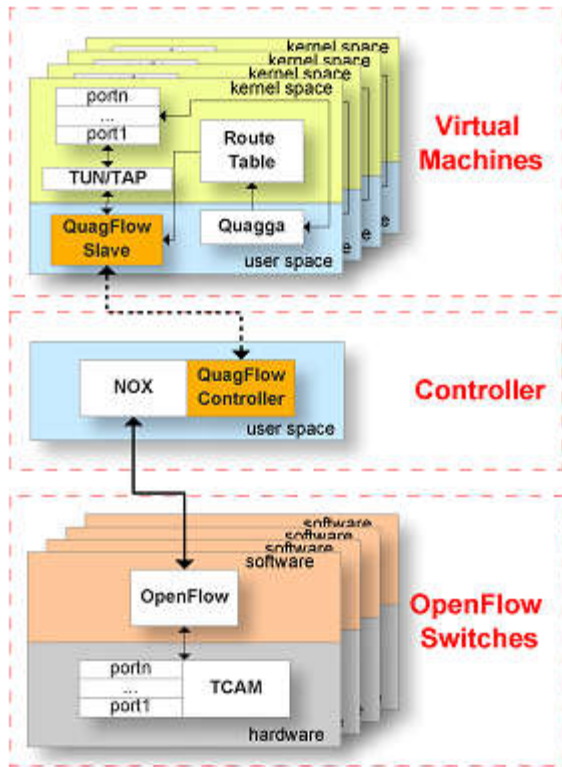 kernel space
kernel space
kernel space
kernel space
portn
...
port1
TUN/TAP
Route
Table
QuagFlow
Slave
Quagga
user space
Virtual
Machines
NOX
QuagFlow
Controller
user space
Controller
software
software
software
software
OpenFlow
portn
...
port1
TCAM
hardware
OpenFlow
Switches